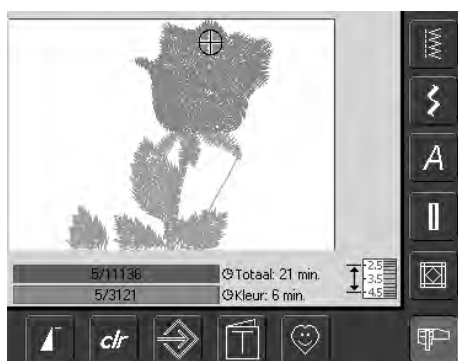 A
5/11136
Totaal: 21 min.
2.5
3.5
4.5
5/3121
Kleur: 6 min.
clr
T